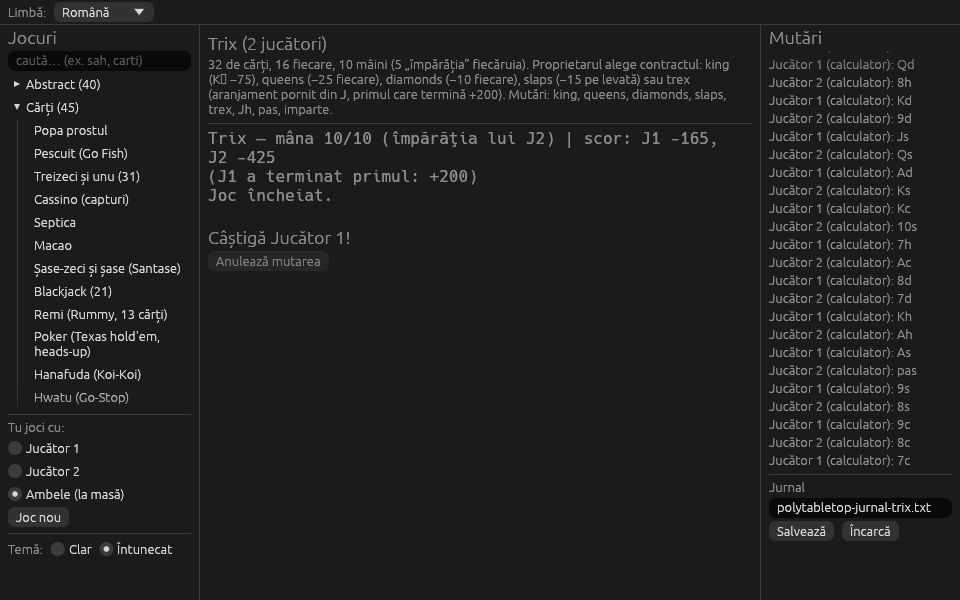 Limbă: Română
Jocuri
caută... (ex. sah, carti)
Abstract (40)
Cărți (45)
Popa prostul
Pescuit (Go Fish)
Treizeci și unu (31)
Cassino (capturi)
Septica
Macao
Șase-zeci și șase (Santase)
Blackjack (21)
Remi (Rummy, 13 cărți)
Poker (Texas hold'em,
heads-up)
Hanafuda (Koi-Koi)
Hwatu (Go-Stop)
Tu joci cu:
Jucător 1
Jucător 2
Ambele (la masă)
Joc nou
Temă: Clar Întunecat
Trix (2 jucători)
32 de cărți, 16 fiecare, 10 mâini (5 „împărăția” fiecăruia). Proprietarul alege contractul: king
(K□ −75), queens (−25 fiecare), diamonds (−10 fiecare), slaps (−15 pe levată) sau trex
(aranjament pornit din J, primul care termină +200). Mutări: king, queens, diamonds, slaps,
trex, Jh, pas, imparte.
Trix — mâna 10/10 (împărăţia lui J2) | scor: J1 -165,
J2 -425
(J1 a terminat primul: +200)
Joc încheiat.
Câștigă Jucător 1!
Anulează mutarea
Mutări
Jucător 1 (calculator): Qd
Jucător 2 (calculator): 8h
Jucător 1 (calculator): Kd
Jucător 2 (calculator): 9d
Jucător 1 (calculator): Js
Jucător 2 (calculator): Qs
Jucător 1 (calculator): Ad
Jucător 2 (calculator): Ks
Jucător 1 (calculator): Kc
Jucător 2 (calculator): 10s
Jucător 1 (calculator): 7h
Jucător 2 (calculator): Ac
Jucător 1 (calculator): 8d
Jucător 2 (calculator): 7d
Jucător 1 (calculator): Kh
Jucător 2 (calculator): Ah
Jucător 1 (calculator): As
Jucător 2 (calculator): pas
Jucător 1 (calculator): 9s
Jucător 2 (calculator): 8s
Jucător 1 (calculator): 9c
Jucător 2 (calculator): 8c
Jucător 1 (calculator): 7c
Jurnal
polytabletop-jurnal-trix.txt
Salvează Încarcă